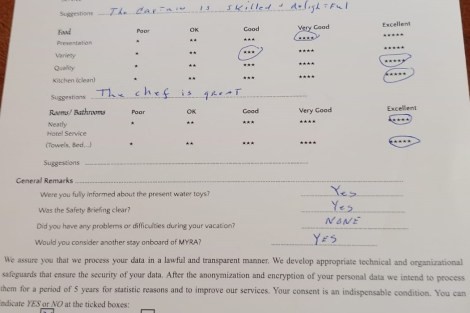 Suggestions The Captain is skilled + delightful
Food Poor OK Good Very Good Excellent
Presentation * ** *** **** *****
Variety * ** *** **** *****
Quality * ** *** **** *****
Kitchen (clean) * ** *** **** *****
Suggestions The chef is great
Rooms/ Bathrooms Poor OK Good Very Good Excellent
Neatly * ** *** **** *****
Hotel Service
(Towels, Bed...) * ** *** **** *****
Suggestions
General Remarks
Were you fully informed about the present water toys? Yes
Was the Safety Briefing clear? Yes
Did you have any problems or difficulties during your vacation? NONE
Would you consider another stay onboard of MYRA? YES
We assure you that we process your data in a lawful and transparent manner. We develop appropriate technical and organizational
safeguards that ensure the security of your data. After the anonymization and encryption of your personal data we intend to process
them for a period of 5 years for statistic reasons and to improve our services. Your consent is an indispensable condition. You can
indicate YES or NO at the ticked boxes: